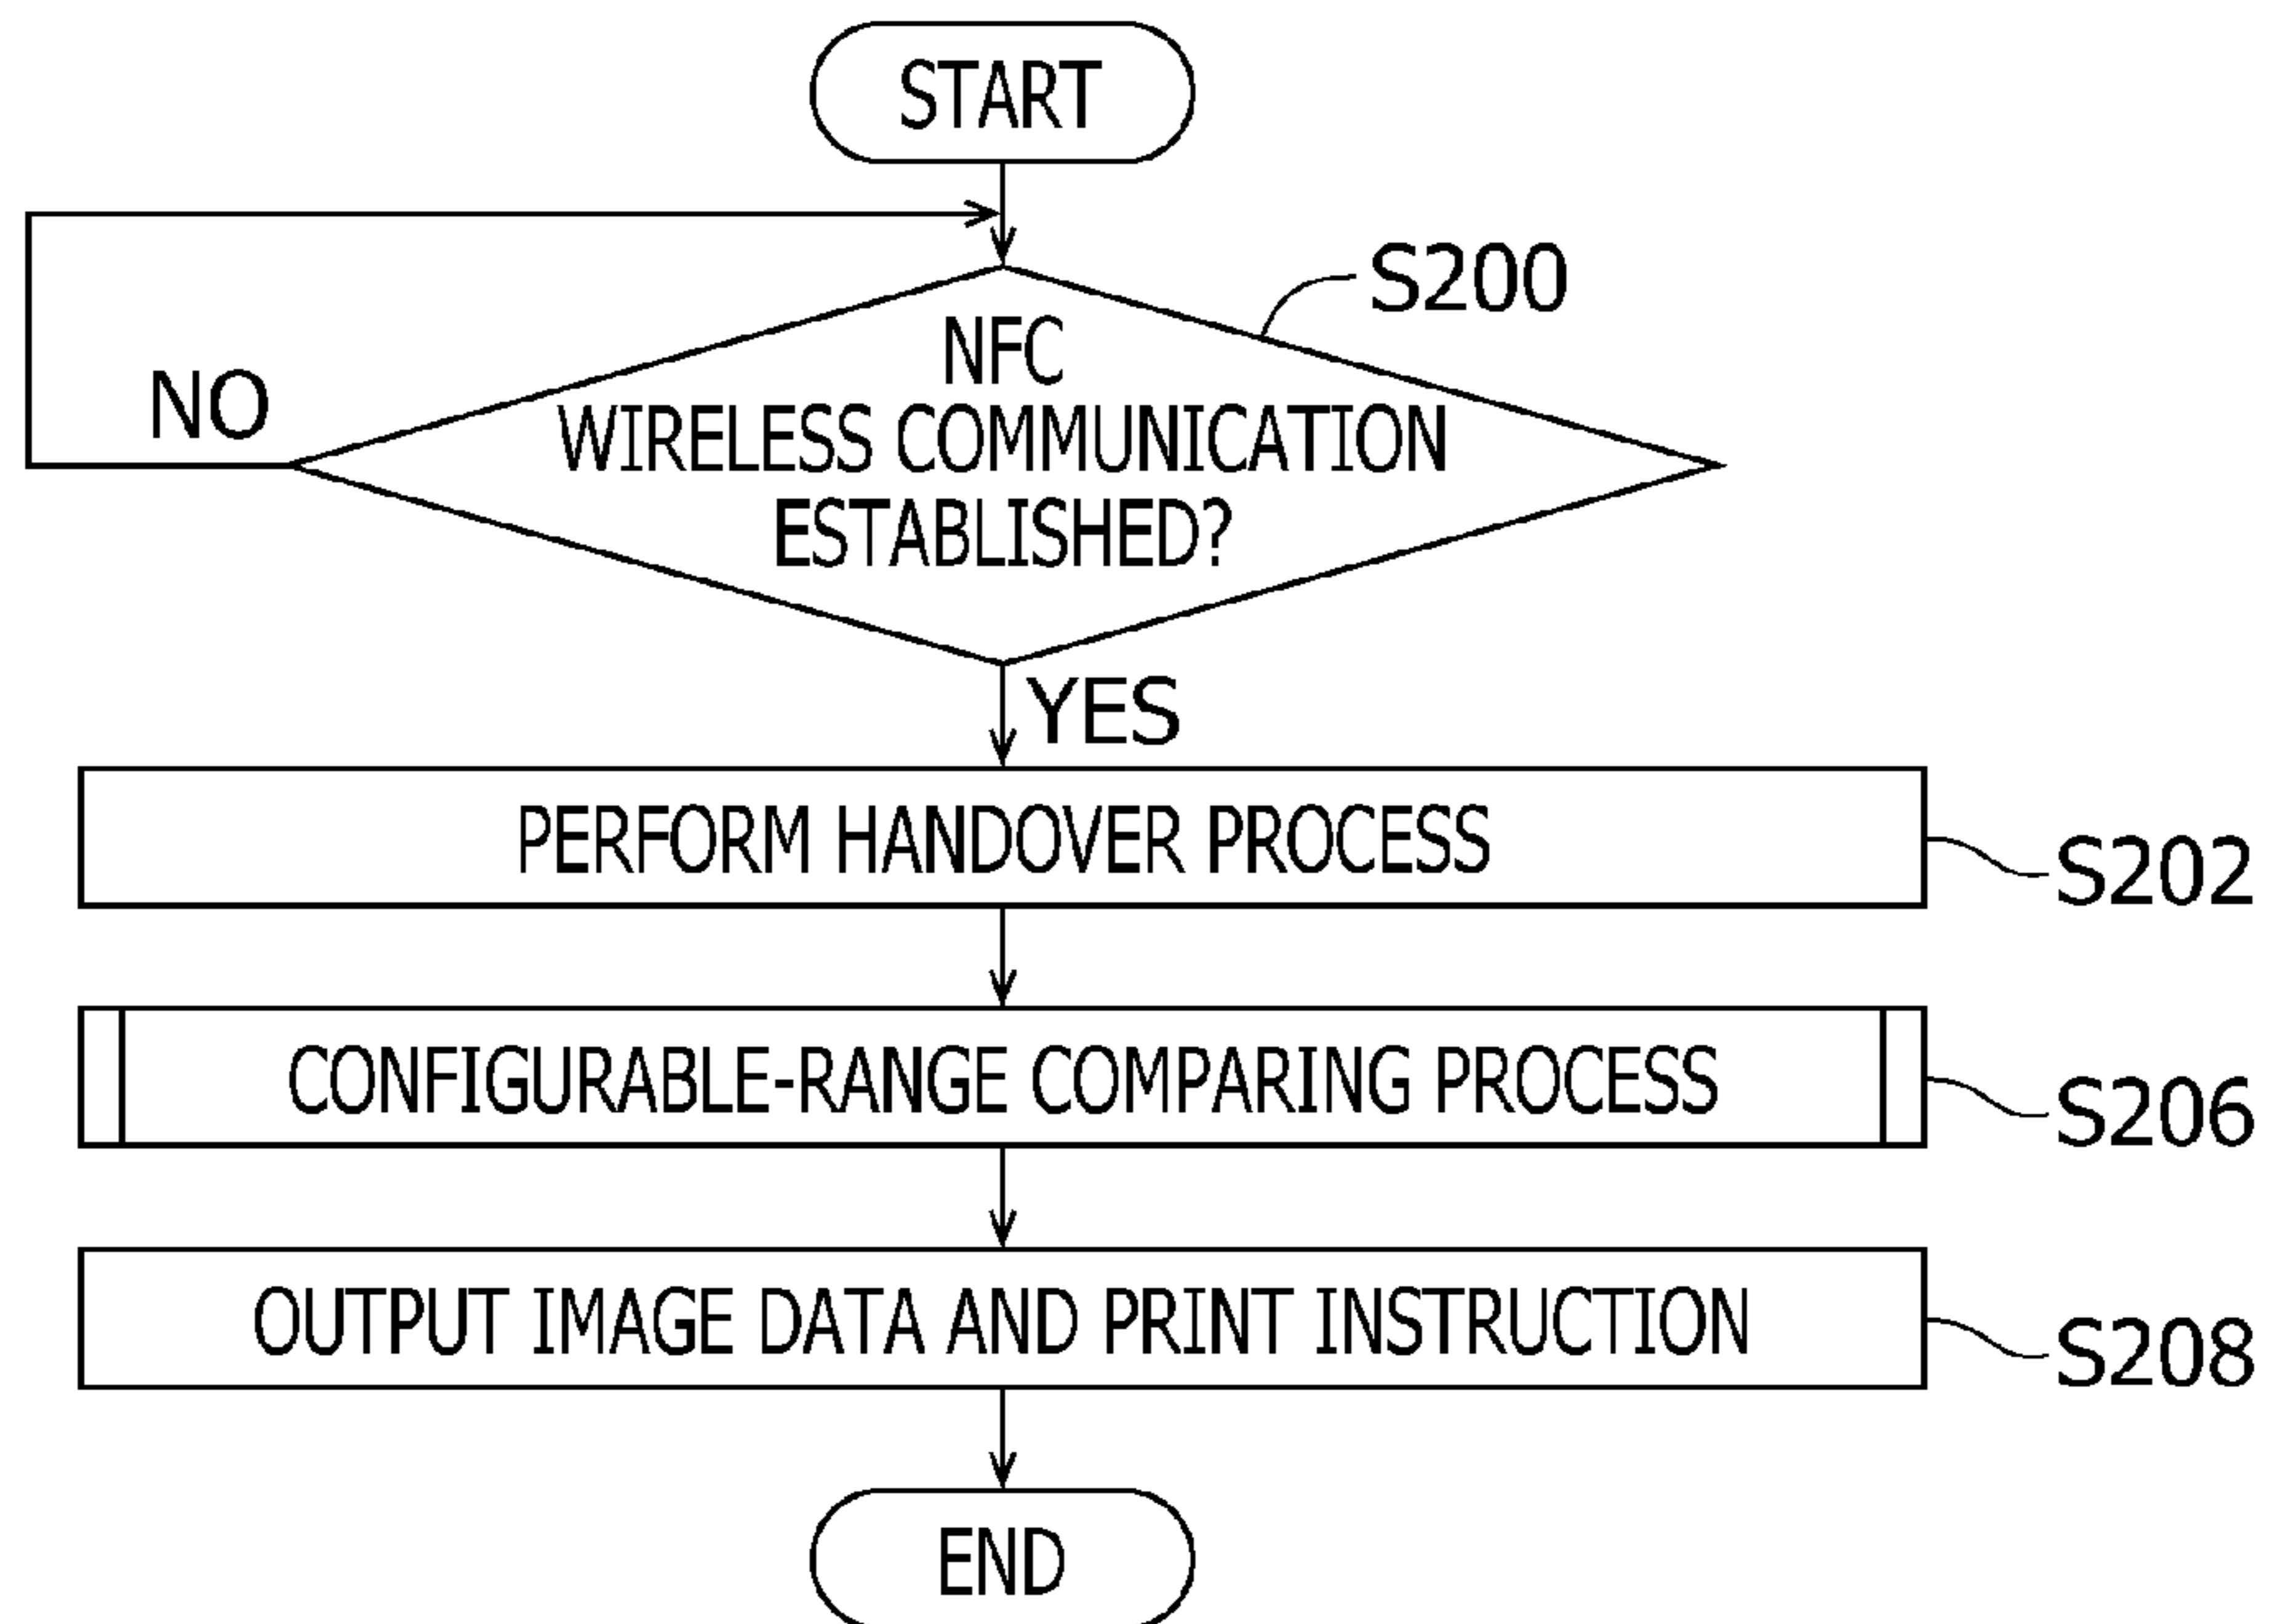 START
S200
NFC
WIRELESS COMMUNICATION
ESTABLISHED?
NO
YES
PERFORM HANDOVER PROCESS
S202
CONFIGURABLE-RANGE COMPARING PROCESS
S206
OUTPUT IMAGE DATA AND PRINT INSTRUCTION
S208
END